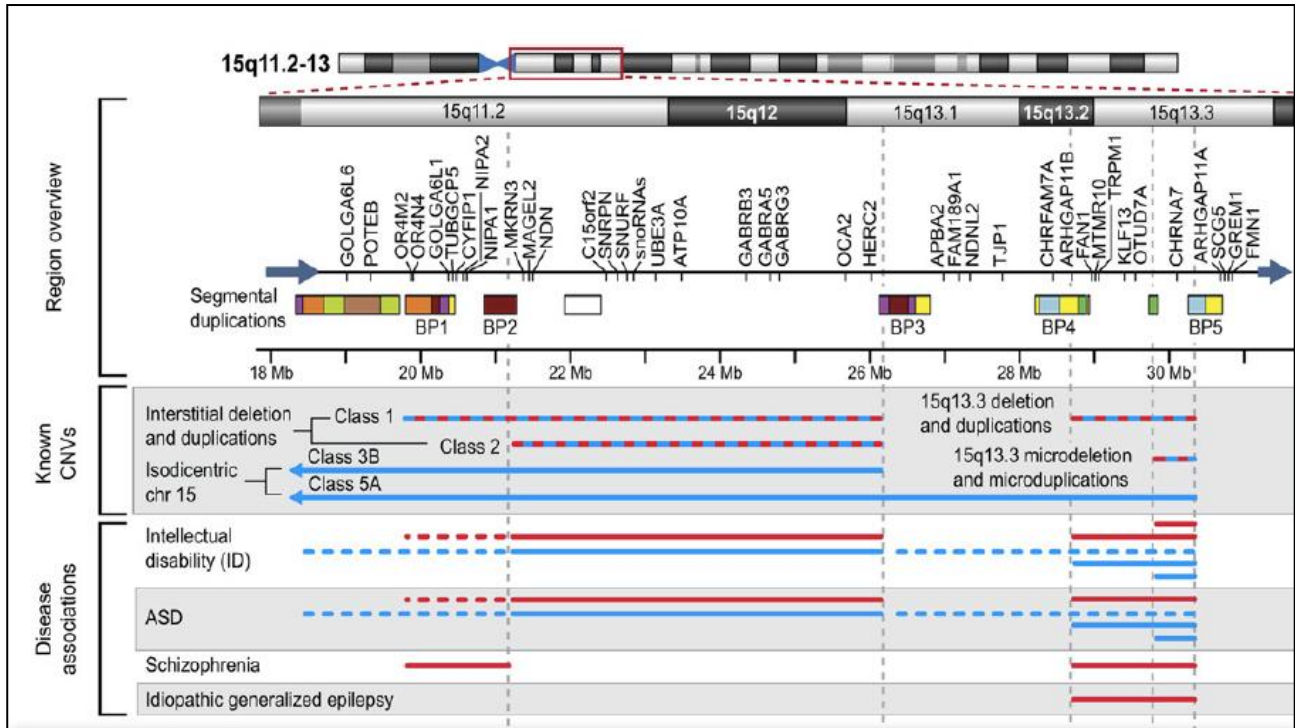 15q11.2-13
15q11.2
15q12
15q13.1
15q13.2
15q13.3
Region overview
GOLGA6L6
POTEB
OR4M2
OR4N4
GOLGA6L1
TUBGCP5
CYFIP1
NIPA1
NIPA2
MKRN3
MAGEL2
NDN
C15orf2
SNRPN
SNURF
snoRNAs
UBE3A
ATP10A
GABRB3
GABRA5
GABRG3
OCA2
HERC2
APBA2
FAM189A1
NDNL2
TJP1
CHRFAM7A
ARHGAP11B
FAN1
MTMR10
TRPM1
KLF13
OTUD7A
CHRNA7
ARHGAP11A
SCG5
GREM1
FMN1
Segmental
duplications
BP1
BP2
BP3
BP4
BP5
18 Mb
20 Mb
22 Mb
24 Mb
26 Mb
28 Mb
30 Mb
Known
CNVs
Interstitial deletion
and duplications
Class 1
Class 2
Isodicentric
chr 15
Class 3B
Class 5A
15q13.3 deletion
and duplications
15q13.3 microdeletion
and microduplications
Disease
associations
Intellectual
disability (ID)
ASD
Schizophrenia
Idiopathic generalized epilepsy